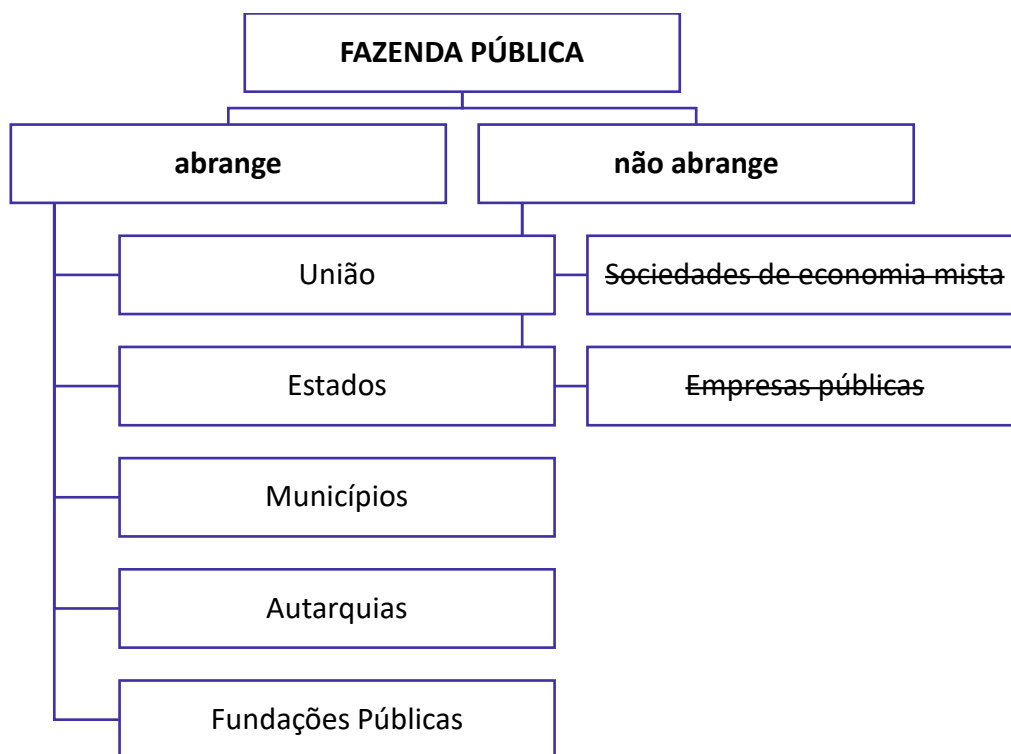 FAZENDA PÚBLICA
abrange
não abrange
União
Sociedades de economia mista
Estados
Empresas públicas
Municípios
Autarquias
Fundações Públicas